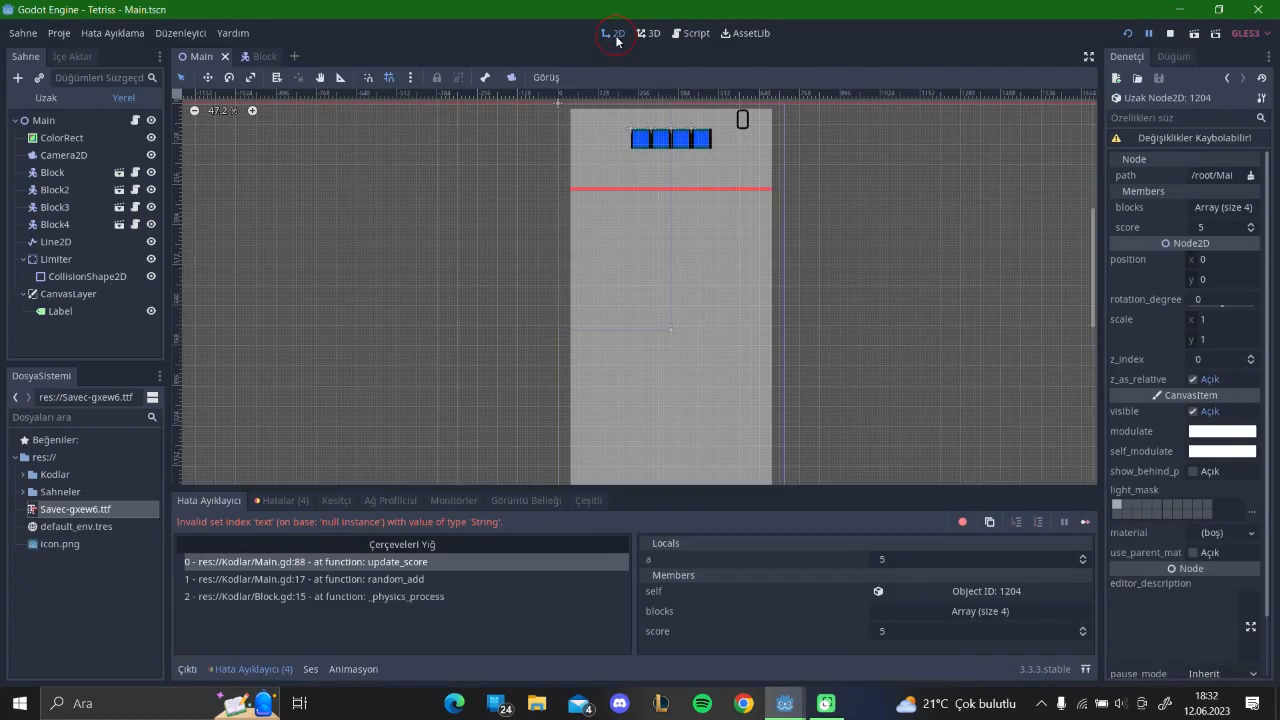 Godot Engine - Tetriss - Main.tscn
Sahne Proje Hata Ayıklama Düzenleyici Yardım
2D 3D Script AssetLib
GLES3
Sahne İçe Aktar
Düğümleri Süzgeçd
Uzak Yerel
Main
ColorRect
Camera2D
Block
Block2
Block3
Block4
Line2D
Limiter
CollisionShape2D
CanvasLayer
Label
DosyaSistemi
res://Savec-gxew6.ttf
Dosyaları ara
Beğeniler:
res://
Kodlar
Sahneler
Savec-gxew6.ttf
default_env.tres
icon.png
Main Block
Görüş
47.2 %
0
Hata Ayıklayıcı Hatalar (4) Kesitçi Ağ Profilcisi Monitörler Görüntü Belleği Çeşitli
Invalid set index 'text' (on base: 'null instance') with value of type 'String'.
Çerçeveleri Yığ
0 - res://Kodlar/Main.gd:88 - at function: update_score
1 - res://Kodlar/Main.gd:17 - at function: random_add
2 - res://Kodlar/Block.gd:15 - at function: _physics_process
Locals
a 5
Members
self Object ID: 1204
blocks Array (size 4)
score 5
Çıktı Hata Ayıklayıcı (4) Ses Animasyon
3.3.3.stable
Denetçi Düğüm
Uzak Node2D: 1204
Özellikleri süz
Değişiklikler Kaybolabilir!
Node
path /root/Mai
Members
blocks Array (size 4)
score 5
Node2D
position x 0
y 0
rotation_degree 0
scale x 1
y 1
z_index 0
z_as_relative Açık
CanvasItem
visible Açık
modulate
self_modulate
show_behind_p Açık
light_mask
material (boş)
use_parent_mat Açık
Node
editor_description
pause_mode Inherit
Ara
24
4
21°C Çok bulutlu
18:32
12.06.2023